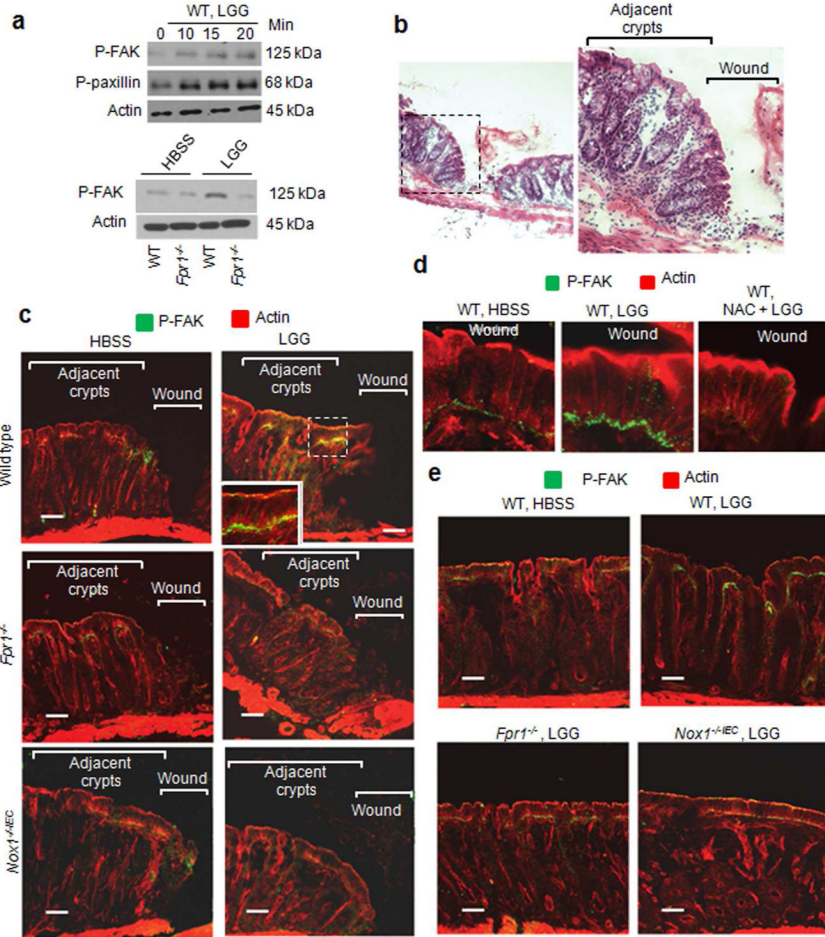 a
WT, LGG
0 10 15 20 Min
P-FAK 125 kDa
P-paxillin 68 kDa
Actin 45 kDa
HBSS LGG
P-FAK 125 kDa
Actin 45 kDa
WT Fpr1-/- WT Fpr1-/-
b
Adjacent
crypts
Wound
c
P-FAK Actin
HBSS LGG
Wild type
Adjacent
crypts
Wound
Adjacent
crypts
Wound
Fpr1-/-
Adjacent
crypts
Wound
Adjacent
crypts
Wound
Nox1-/-IEC
Adjacent
crypts
Wound
Adjacent
crypts
Wound
d
P-FAK Actin
WT, HBSS
Wound
WT, LGG
Wound
WT,
NAC + LGG
Wound
e
P-FAK Actin
WT, HBSS WT, LGG
Fpr1-/-, LGG Nox1-/-IEC, LGG